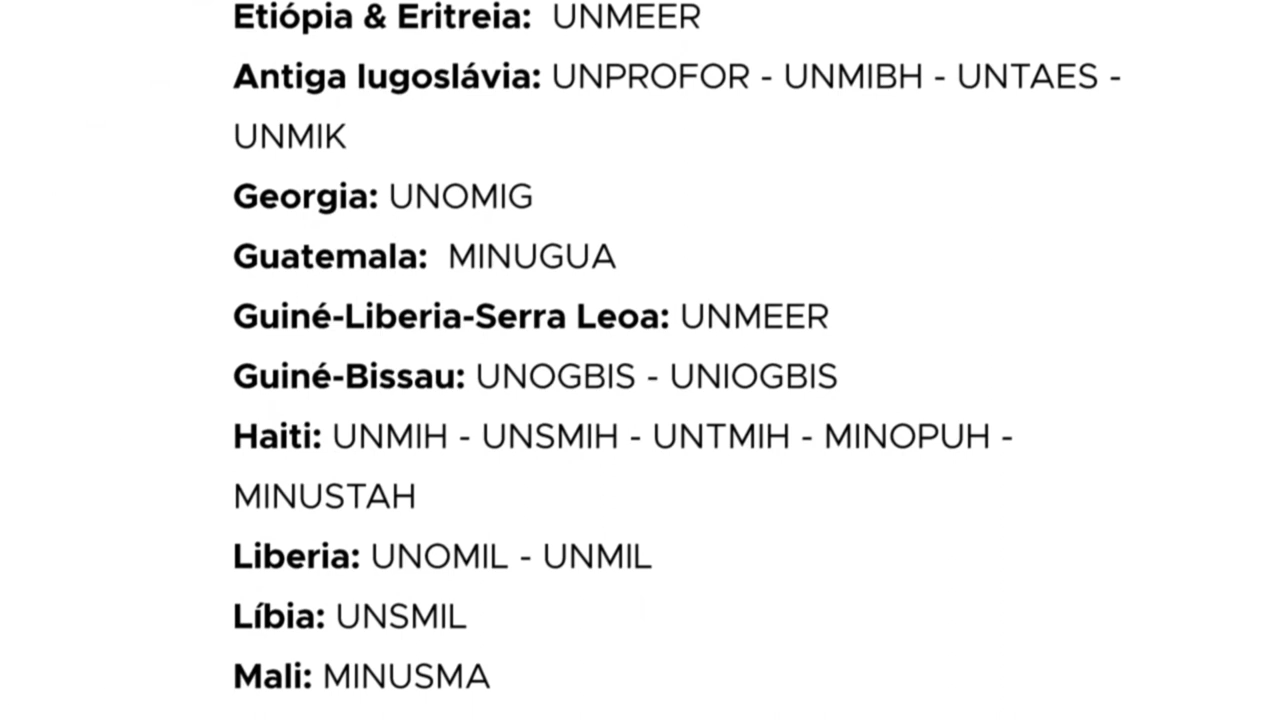 Etiópia & Eritreia: UNMEER
Antiga Iugoslávia: UNPROFOR - UNMIBH - UNTAES -
UNMIK
Georgia: UNOMIG
Guatemala: MINUGUA
Guiné-Liberia-Serra Leoa: UNMEER
Guiné-Bissau: UNOGBIS - UNIOGBIS
Haiti: UNMIH - UNSMIH - UNTMIH - MINOPUH -
MINUSTAH
Liberia: UNOMIL - UNMIL
Líbia: UNSMIL
Mali: MINUSMA